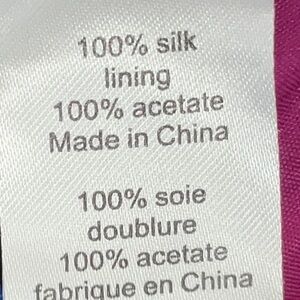 100% silk
lining
100% acetate
Made in China
100% soie
doublure
100% acetate
fabrique en China